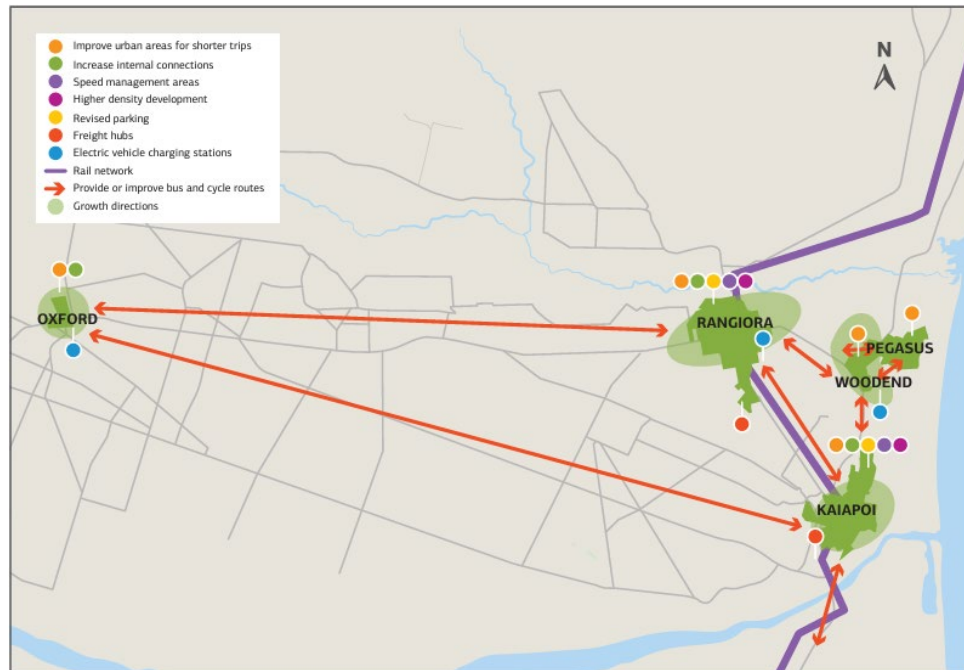 Improve urban areas for shorter trips
Increase internal connections
Speed management areas
Higher density development
Revised parking
Freight hubs
Electric vehicle charging stations
Rail network
Provide or improve bus and cycle routes
Growth directions
N
OXFORD
RANGIORA
PEGASUS
WOODEND
KAIAPOI